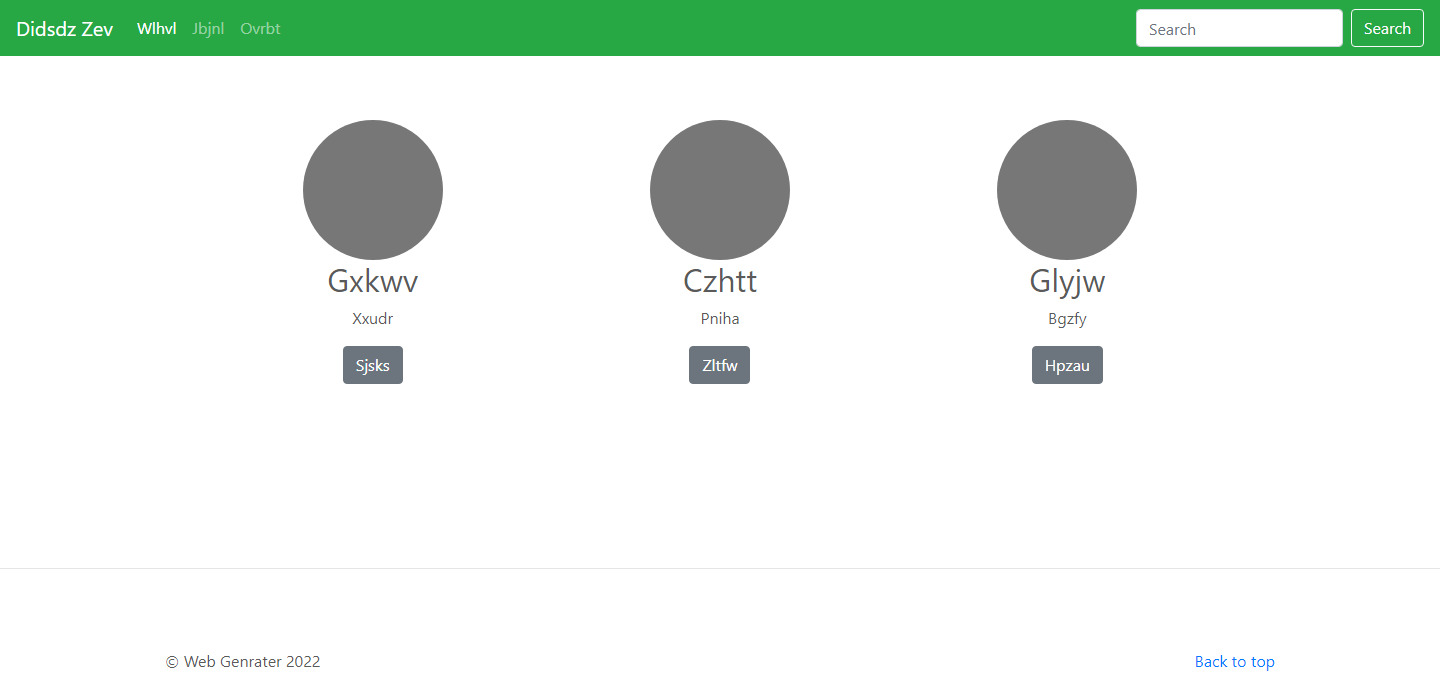 Didsdz Zev Wlhvl Jbjnl Ovrbt Search Search
Gxkwv Czhtt Glyjw
Xxudr Pniha Bgzfy
Sjsks Zltfw Hpzau
© Web Genrater 2022 Back to top